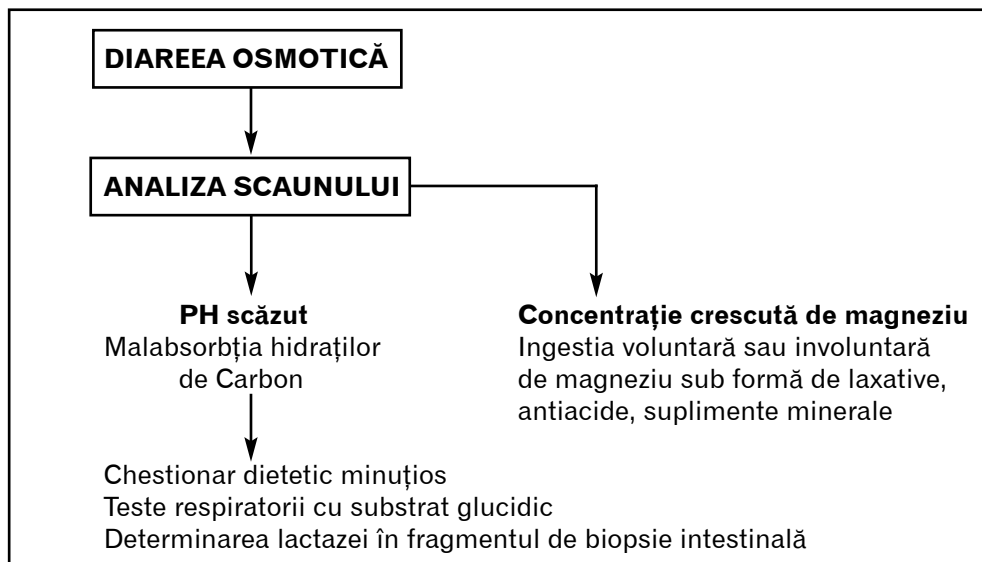 DIAREEA OSMOTICĂ
ANALIZA SCAUNULUI
PH scăzut
Malabsorbția hidraților
de Carbon
Concentrație crescută de magneziu
Ingestia voluntară sau involuntară
de magneziu sub formă de laxative,
antiacide, suplimente minerale
Chestionar dietetic minuțios
Teste respiratorii cu substrat glucidic
Determinarea lactazei în fragmentul de biopsie intestinală